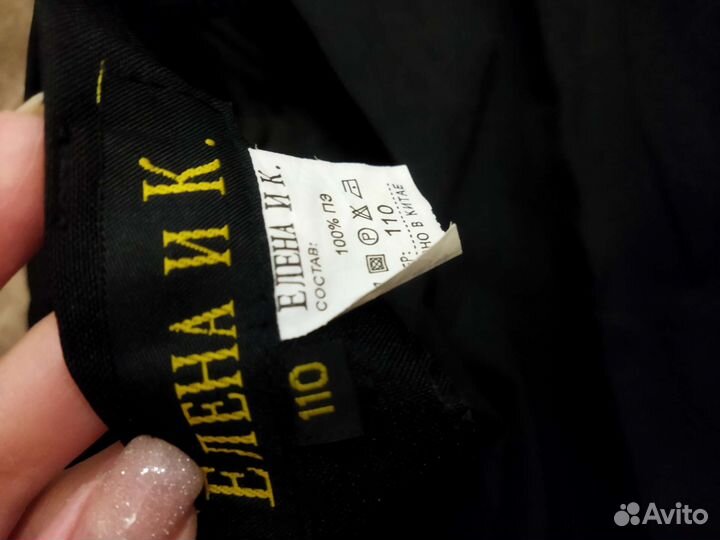 ЕЛЕНА И К.
110
ЕЛЕНА И К.
СОСТАВ:
100% ПЭ
110
НО В КИТАЕ
Avito